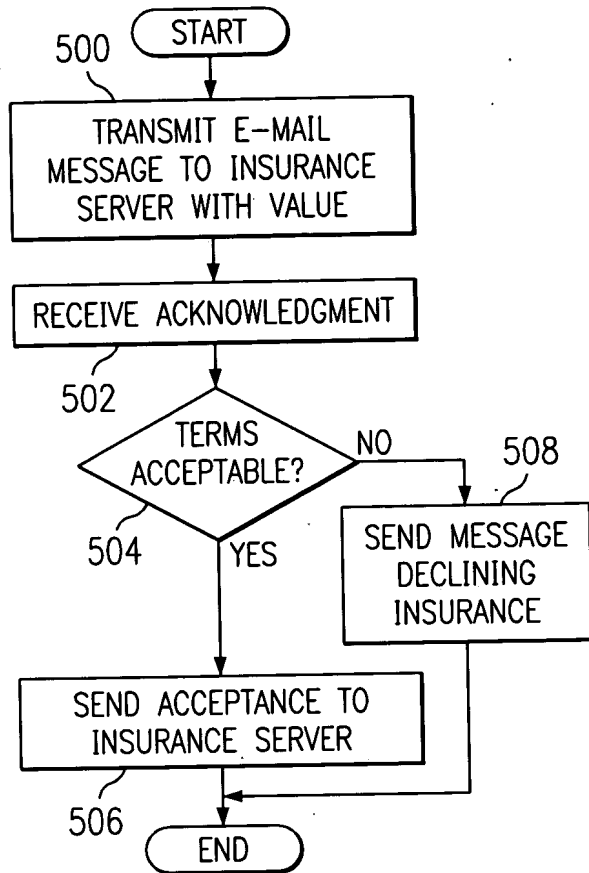 START
500
TRANSMIT E-MAIL
MESSAGE TO INSURANCE
SERVER WITH VALUE
RECEIVE ACKNOWLEDGMENT
502
TERMS
ACCEPTABLE?
NO
504
YES
508
SEND MESSAGE
DECLINING
INSURANCE
SEND ACCEPTANCE TO
INSURANCE SERVER
506
END